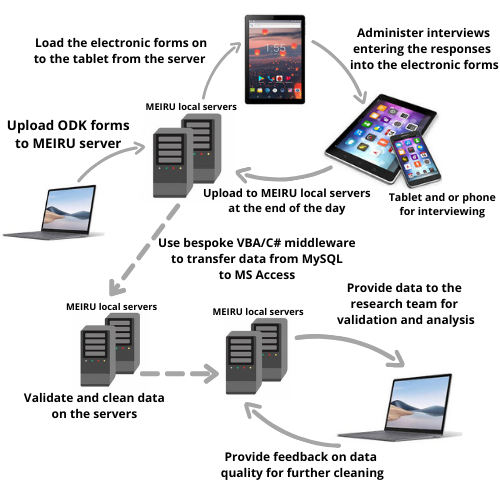 Load the electronic forms on
to the tablet from the server
Administer interviews
entering the responses
into the electronic forms
MEIRU local servers
Upload ODK forms
to MEIRU server
Upload to MEIRU local servers
at the end of the day
Tablet and or phone
for interviewing
Use bespoke VBA/C# middleware
to transfer data from MySQL
to MS Access
Provide data to the
research team for
validation and analysis
MEIRU local servers
MEIRU local servers
Validate and clean data
on the servers
Provide feedback on data
quality for further cleaning